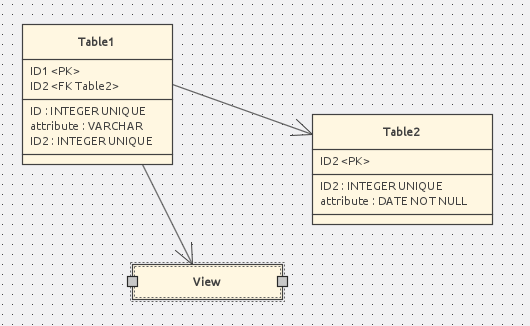 Table1
ID1 <PK>
ID2 <FK Table2>
ID : INTEGER UNIQUE
attribute : VARCHAR
ID2 : INTEGER UNIQUE
Table2
ID2 <PK>
ID2 : INTEGER UNIQUE
attribute : DATE NOT NULL
View